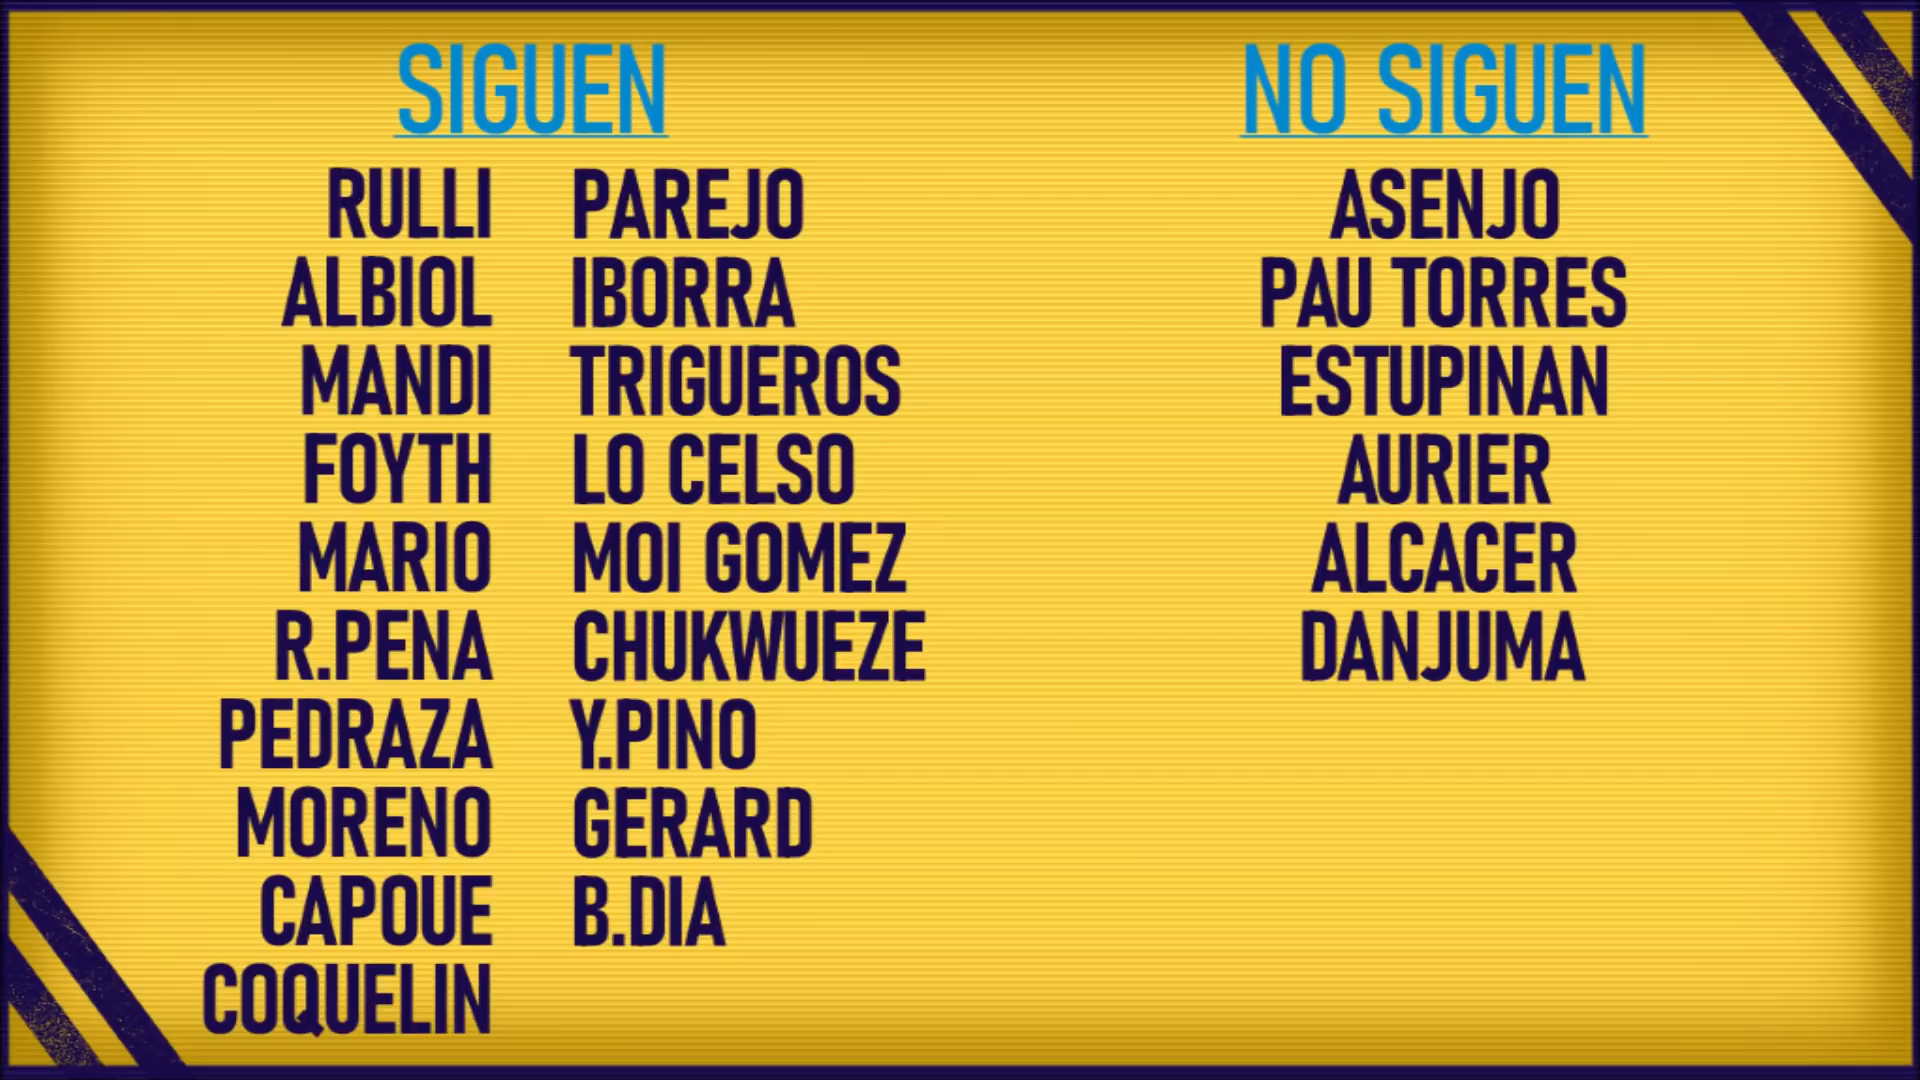 SIGUEN
RULLI
ALBIOL
MANDI
FOYTH
MARIO
R.PENA
PEDRAZA
MORENO
CAPOUE
COQUELIN
PAREJO
IBORRA
TRIGUEROS
LO CELSO
MOI GOMEZ
CHUKWUEZE
Y.PINO
GERARD
B.DIA
NO SIGUEN
ASENJO
PAU TORRES
ESTUPINAN
AURIER
ALCACER
DANJUMA